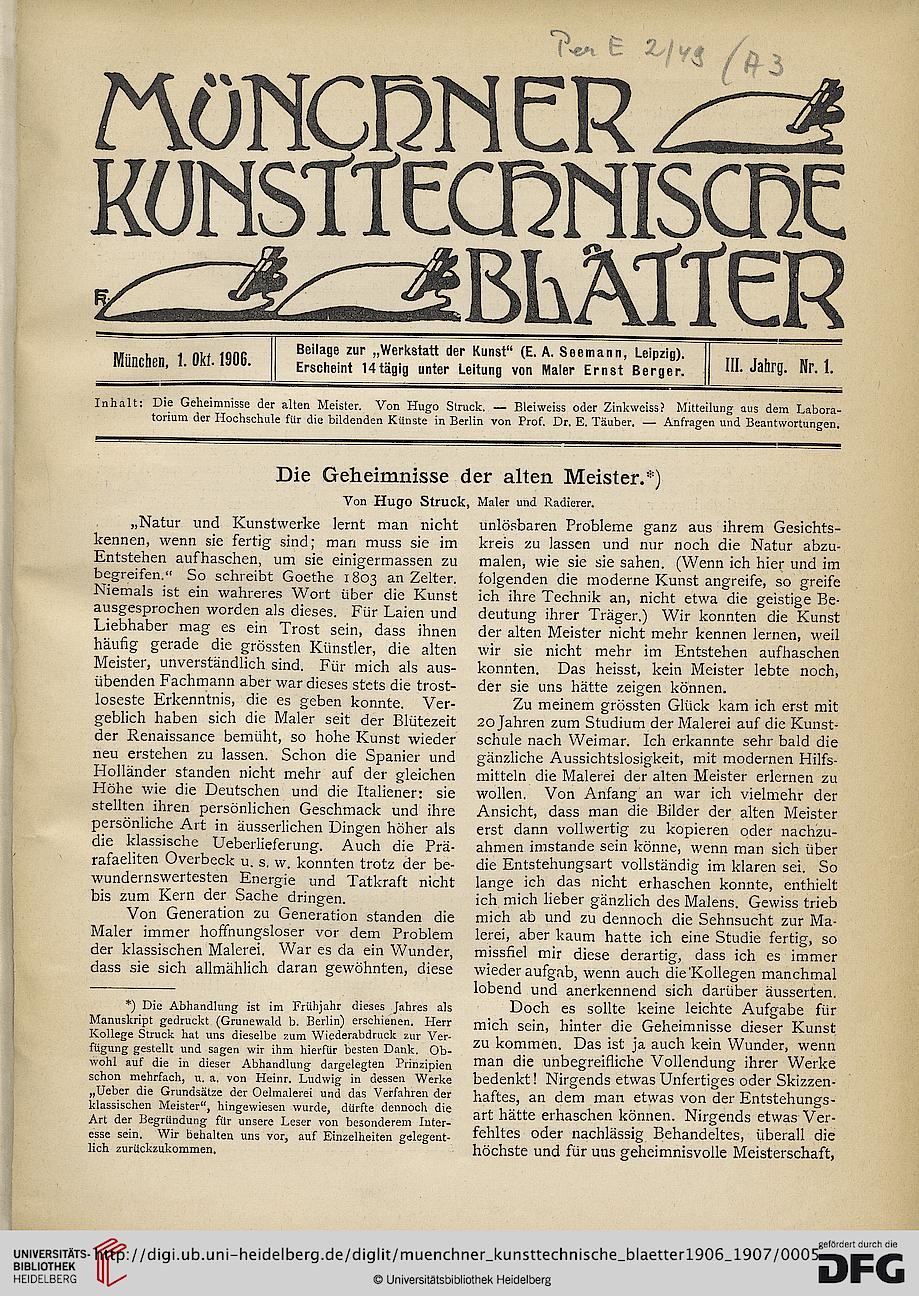 Per E 2/49 (A3
MÜNCHNER
KUNSTTECHNISCHE
BLÄTTER
FR
München, 1. Okt. 1906.
Beilage zur „Werkstatt der Kunst“ (E. A. Seemann, Leipzig).
Erscheint 14tägig unter Leitung von Maler Ernst Berger.
III. Jahrg. Nr. 1.
Inhalt: Die Geheimnisse der alten Meister. Von Hugo Struck. — Bleiweiss oder Zinkweiss? Mitteilung aus dem Labora-
torium der Hochschule für die bildenden Künste in Berlin von Prof. Dr. E. Täuber. — Anfragen und Beantwortungen.
Die Geheimnisse der alten Meister.*)
Von Hugo Struck, Maler und Radierer.
„Natur und Kunstwerke lernt man nicht
kennen, wenn sie fertig sind; man muss sie im
Entstehen aufhaschen, um sie einigermassen zu
begreifen.“ So schreibt Goethe 1803 an Zelter.
Niemals ist ein wahreres Wort über die Kunst
ausgesprochen worden als dieses. Für Laien und
Liebhaber mag es ein Trost sein, dass ihnen
häufig gerade die grössten Künstler, die alten
Meister, unverständlich sind. Für mich als aus-
übenden Fachmann aber war dieses stets die trost-
loseste Erkenntnis, die es geben konnte. Ver-
geblich haben sich die Maler seit der Blütezeit
der Renaissance bemüht, so hohe Kunst wieder
neu erstehen zu lassen. Schon die Spanier und
Holländer standen nicht mehr auf der gleichen
Höhe wie die Deutschen und die Italiener: sie
stellten ihren persönlichen Geschmack und ihre
persönliche Art in äusserlichen Dingen höher als
die klassische Ueberlieferung. Auch die Prä-
rafaeliten Overbeck u. s. w. konnten trotz der be-
wundernswertesten Energie und Tatkraft nicht
bis zum Kern der Sache dringen.
Von Generation zu Generation standen die
Maler immer hoffnungsloser vor dem Problem
der klassischen Malerei. War es da ein Wunder,
dass sie sich allmählich daran gewöhnten, diese
*) Die Abhandlung ist im Frühjahr dieses Jahres als
Manuskript gedruckt (Grunewald b. Berlin) erschienen. Herr
Kollege Struck hat uns dieselbe zum Wiederabdruck zur Ver-
fügung gestellt und sagen wir ihm hierfür besten Dank. Ob-
wohl auf die in dieser Abhandlung dargelegten Prinzipien
schon mehrfach, u. a. von Heinr. Ludwig in dessen Werke
„Ueber die Grundsätze der Oelmalerei und das Verfahren der
klassischen Meister“, hingewiesen wurde, dürfte dennoch die
Art der Begründung für unsere Leser von besonderem Inter-
esse sein. Wir behalten uns vor, auf Einzelheiten gelegent-
lich zurückzukommen.
unlösbaren Probleme ganz aus ihrem Gesichts-
kreis zu lassen und nur noch die Natur abzu-
malen, wie sie sie sahen. (Wenn ich hier und im
folgenden die moderne Kunst angreife, so greife
ich ihre Technik an, nicht etwa die geistige Be-
deutung ihrer Träger.) Wir konnten die Kunst
der alten Meister nicht mehr kennen lernen, weil
wir sie nicht mehr im Entstehen aufhaschen
konnten. Das heisst, kein Meister lebte noch,
der sie uns hätte zeigen können.
Zu meinem grössten Glück kam ich erst mit
20 Jahren zum Studium der Malerei auf die Kunst-
schule nach Weimar. Ich erkannte sehr bald die
gänzliche Aussichtslosigkeit, mit modernen Hilfs-
mitteln die Malerei der alten Meister erlernen zu
wollen. Von Anfang an war ich vielmehr der
Ansicht, dass man die Bilder der alten Meister
erst dann vollwertig zu kopieren oder nachzu-
ahmen imstande sein könne, wenn man sich über
die Entstehungsart vollständig im klaren sei. So
lange ich das nicht erhaschen konnte, enthielt
ich mich lieber gänzlich des Malens. Gewiss trieb
mich ab und zu dennoch die Sehnsucht zur Ma-
lerei, aber kaum hatte ich eine Studie fertig, so
missfiel mir diese derartig, dass ich es immer
wieder aufgab, wenn auch die Kollegen manchmal
lobend und anerkennend sich darüber äusserten.
Doch es sollte keine leichte Aufgabe für
mich sein, hinter die Geheimnisse dieser Kunst
zu kommen. Das ist ja auch kein Wunder, wenn
man die unbegreifliche Vollendung ihrer Werke
bedenkt! Nirgends etwas Unfertiges oder Skizzen-
haftes, an dem man etwas von der Entstehungs-
art hätte erhaschen können. Nirgends etwas Ver-
fehltes oder nachlässig Behandeltes, überall die
höchste und für uns geheimnisvolle Meisterschaft,
UNIVERSITÄTS-
BIBLIOTHEK
HEIDELBERG
http://digi.ub.uni-heidelberg.de/diglit/muenchner_kunsttechnische_blaetter1906_1907/0005
© Universitätsbibliothek Heidelberg
gefördert durch die
DFG